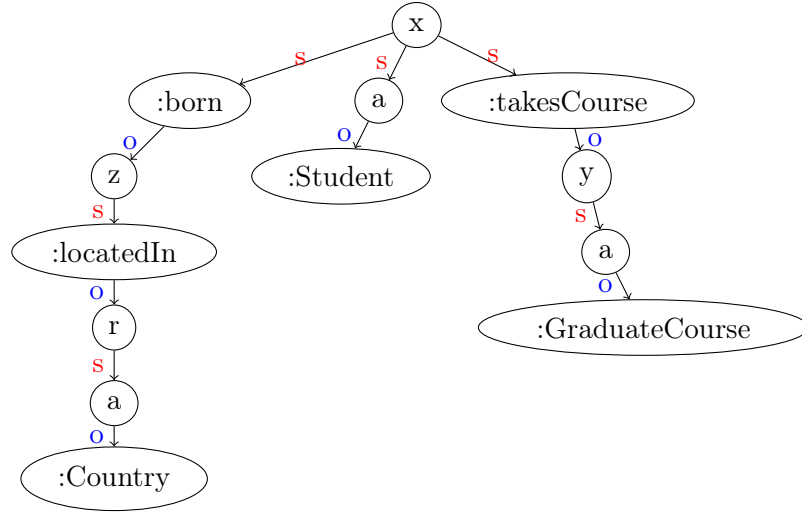 x
s s s
:born a :takesCourse
o o o
z :Student y
s s
:locatedIn a
o o
r :GraduateCourse
s
a
o
:Country